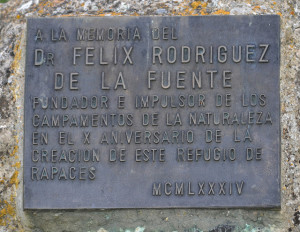 A LA MEMORIA DEL
DR FELIX RODRIGUEZ
DE LA FUENTE
FUNDADOR E IMPULSOR DE LOS
CAMPAMENTOS DE LA NATURALEZA
EN EL X ANIVERSARIO DE LA
CREACION DE ESTE REFUGIO DE
RAPACES
MCMLXXXIV